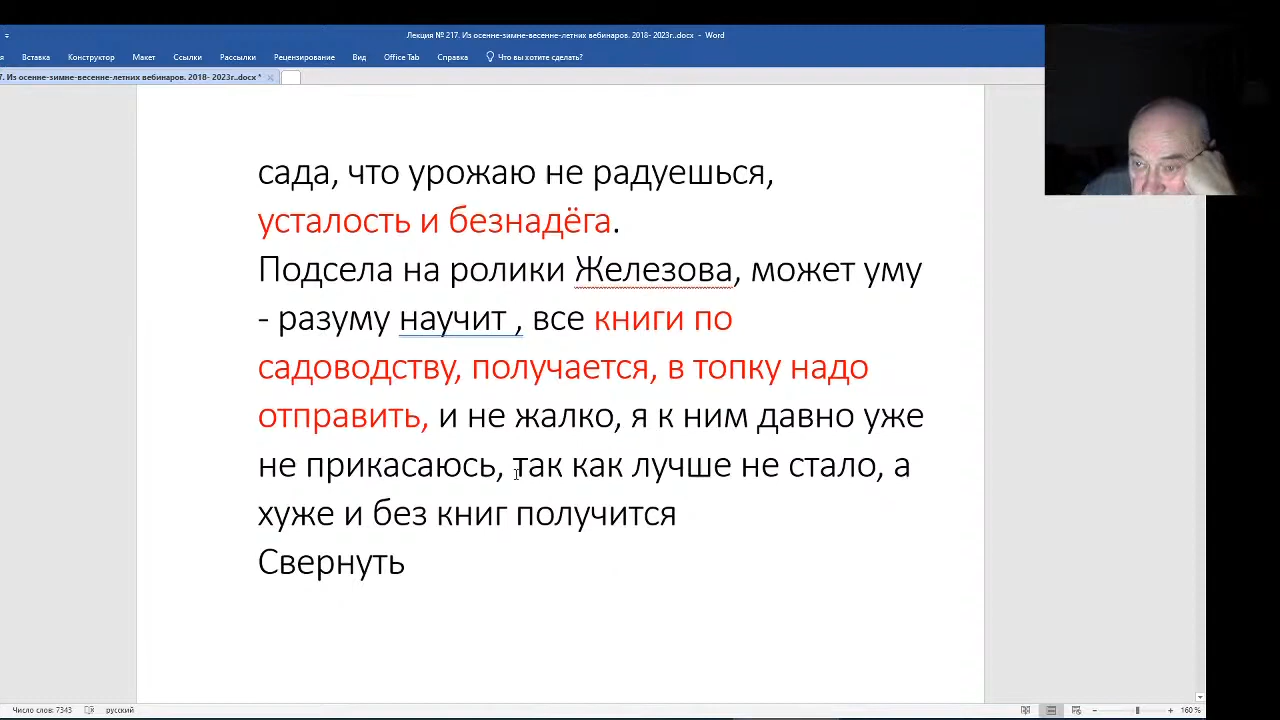 Лекция № 217. Из осенне-зимне-весенне-летних вебинаров. 2018- 2023г..docx - Word
я Вставка Конструктор Макет Ссылки Рассылки Рецензирование Вид Office Tab Справка Что вы хотите сделать?
7. Из осенне-зимне-весенне-летних вебинаров. 2018- 2023г..docx *
сада, что урожаю не радуешься,
усталость и безнадёга.
Подсела на ролики Железова, может уму
- разуму научит , все книги по
садоводству, получается, в топку надо
отправить, и не жалко, я к ним давно уже
не прикасаюсь, так как лучше не стало, а
хуже и без книг получится
Свернуть
Число слов: 7343 русский 160 %